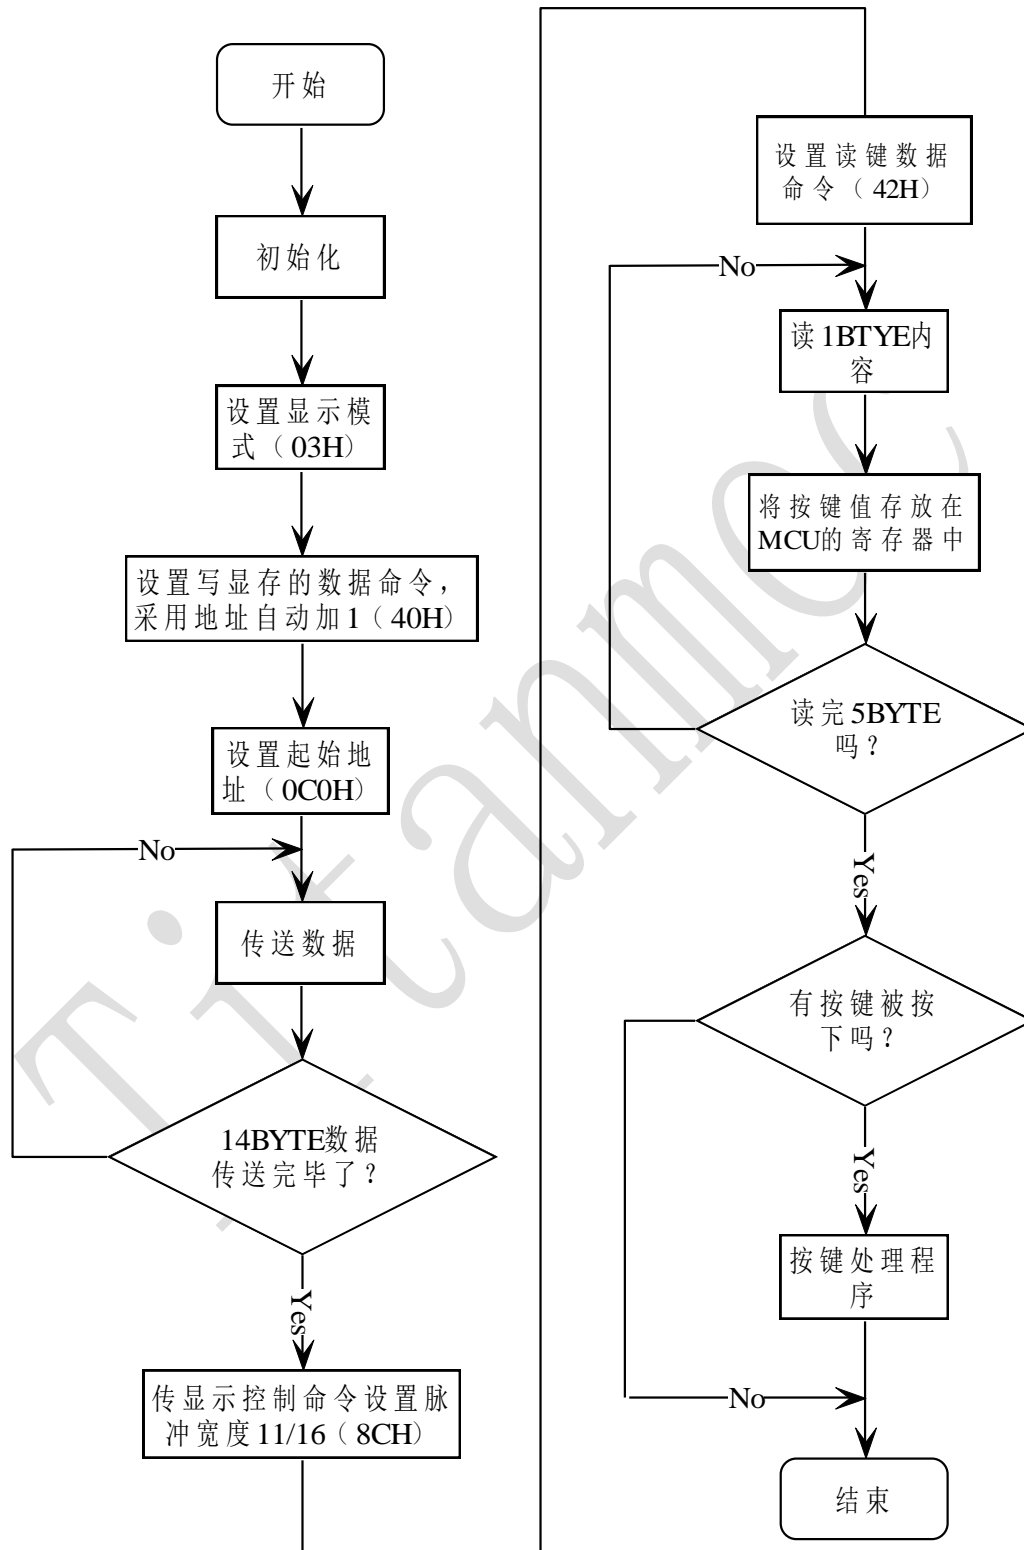 开始
初始化
设置显示模
式（03H）
设置写显存的数据命令，
采用地址自动加1（40H）
设置起始地
址（0C0H）
No
传送数据
14BYTE数据
传送完毕了？
Yes
传显示控制命令设置脉
冲宽度11/16（8CH）
设置读键数据
命令（42H）
No
读1BTYE内
容
将按键值存放在
MCU的寄存器中
读完5BYTE
吗？
Yes
有按键被按
下吗？
Yes
按键处理程
序
No
结束
Titanmec